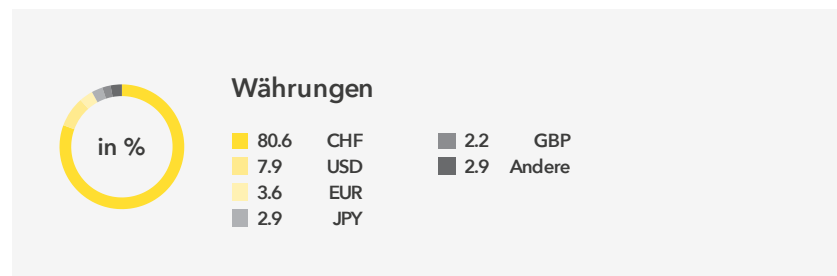 in %
Währungen
80.6 CHF
7.9 USD
3.6 EUR
2.9 JPY
2.2 GBP
2.9 Andere